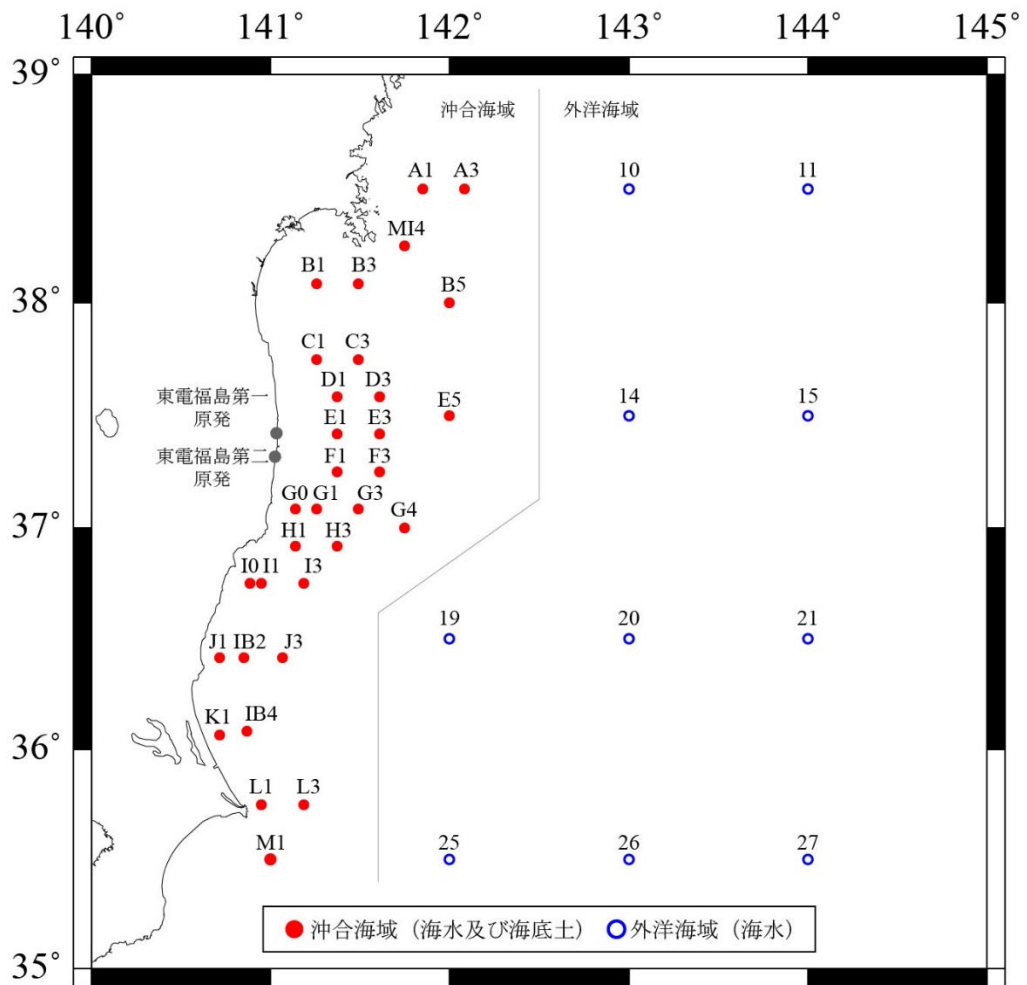 140° 141° 142° 143° 144° 145°
39°
沖合海域 外洋海域
A1 A3 10 11
MI4
B1 B3
B5
38°
C1 C3
D1 D3
東電福島第一
原発
E5 14 15
E1 E3
東電福島第二
原発
F1 F3
G0 G1 G3
G4
37°
H1 H3
I0 I1 I3
19 20 21
J1 IB2 J3
K1 IB4
36°
L1 L3
M1 25 26 27
沖合海域（海水及び海底土） 外洋海域（海水）
35°